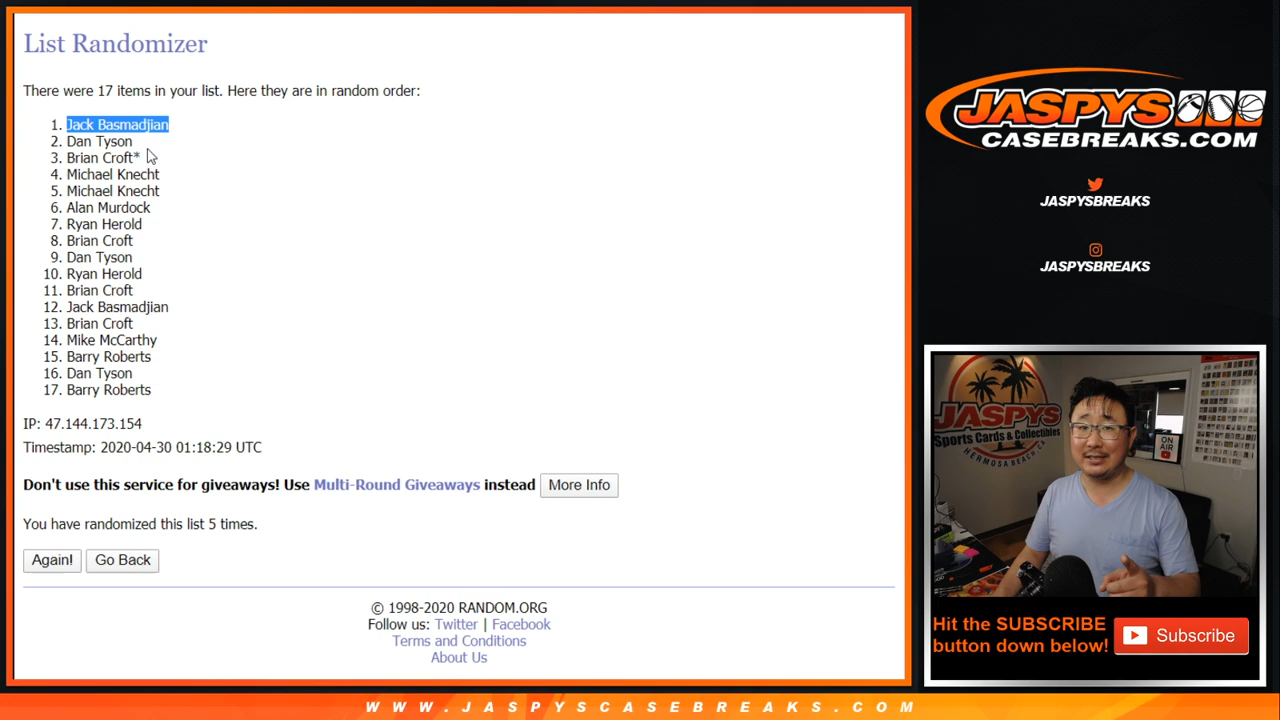 List Randomizer
There were 17 items in your list. Here they are in random order:
1. Jack Basmadjian
2. Dan Tyson
3. Brian Croft*
4. Michael Knecht
5. Michael Knecht
6. Alan Murdock
7. Ryan Herold
8. Brian Croft
9. Dan Tyson
10. Ryan Herold
11. Brian Croft
12. Jack Basmadjian
13. Brian Croft
14. Mike McCarthy
15. Barry Roberts
16. Dan Tyson
17. Barry Roberts
IP: 47.144.173.154
Timestamp: 2020-04-30 01:18:29 UTC
Don't use this service for giveaways! Use Multi-Round Giveaways instead More Info
You have randomized this list 5 times.
Again! Go Back
© 1998-2020 RANDOM.ORG
Follow us: Twitter | Facebook
Terms and Conditions
About Us
JASPYS
CASEBREAKS.COM
JASPYSBREAKS
JASPYSBREAKS
JASPYS
Sports Cards & Collectibles
HERMOSA BEACH, CA
ON
AIR
Hit the SUBSCRIBE
button down below!
Subscribe
WWW.JASPYSCASEBREAKS.COM